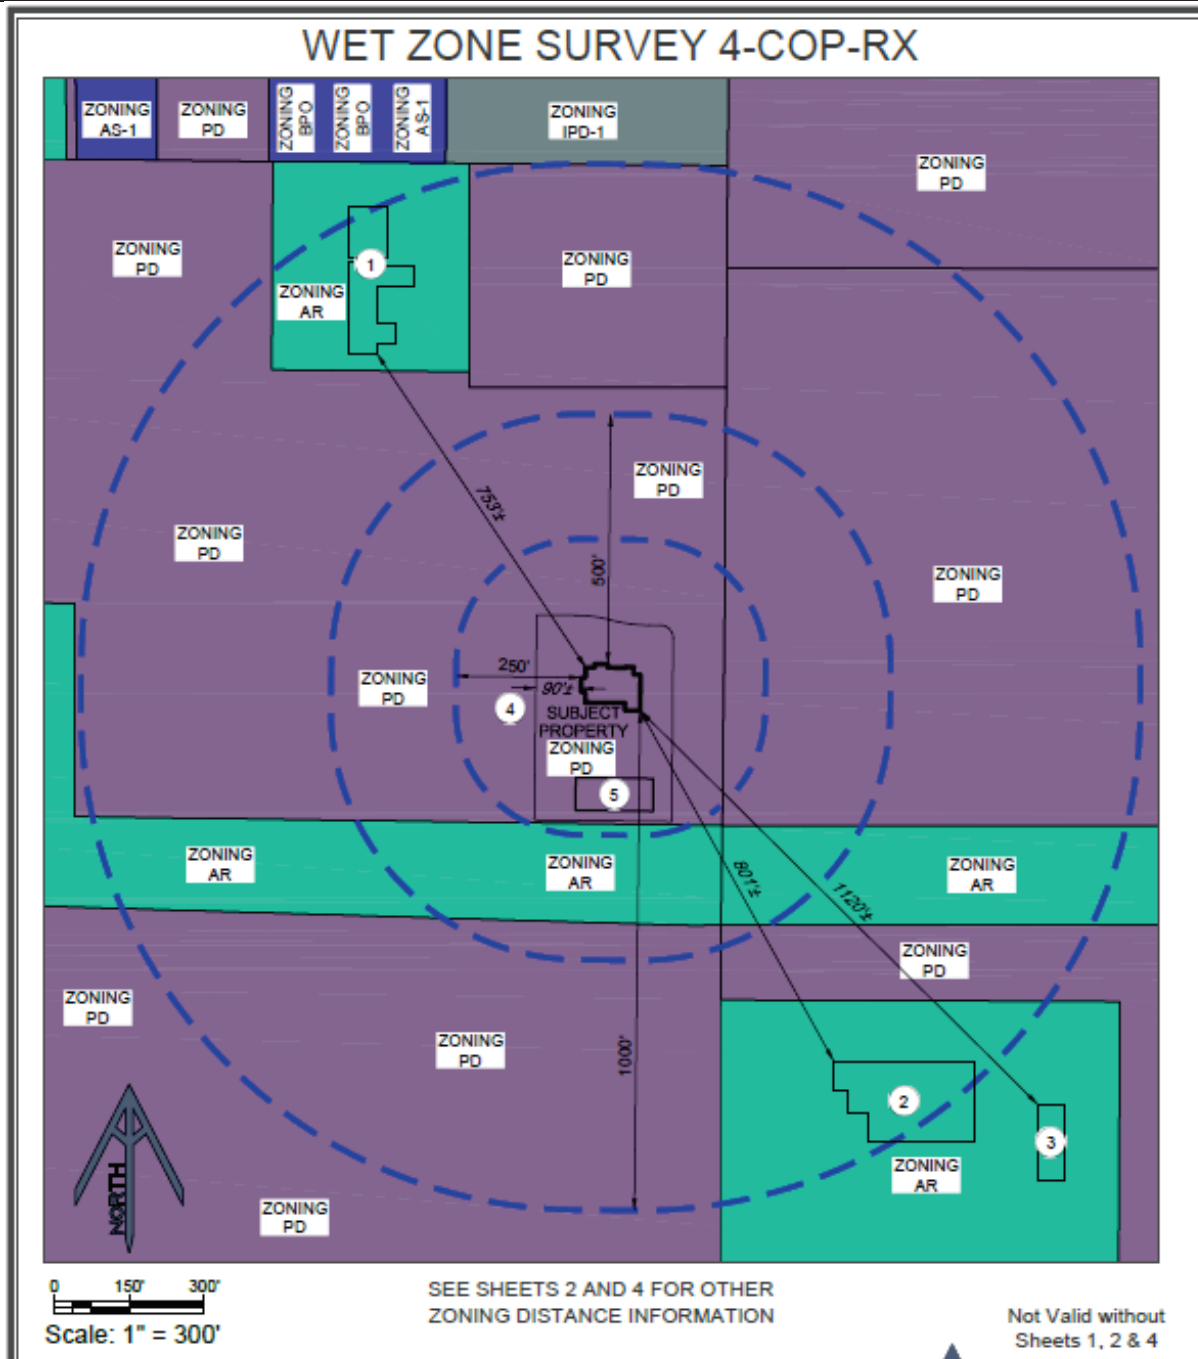 WET ZONE SURVEY 4-COP-RX
ZONING
AS-1
ZONING
PD
ZONING
BPO
ZONING
BPO
ZONING
AS-1
ZONING
IPD-1
ZONING
PD
ZONING
PD
ZONING
PD
1
ZONING
AR
ZONING
PD
753'±
ZONING
PD
500'
ZONING
PD
250'
90'±
ZONING
PD
4
SUBJECT
PROPERTY
ZONING
PD
5
ZONING
AR
ZONING
AR
801'±
1120'±
ZONING
AR
ZONING
PD
ZONING
PD
ZONING
PD
1000'
2
3
ZONING
AR
NORTH
ZONING
PD
0 150' 300'
Scale: 1" = 300'
SEE SHEETS 2 AND 4 FOR OTHER
ZONING DISTANCE INFORMATION
Not Valid without
Sheets 1, 2 & 4